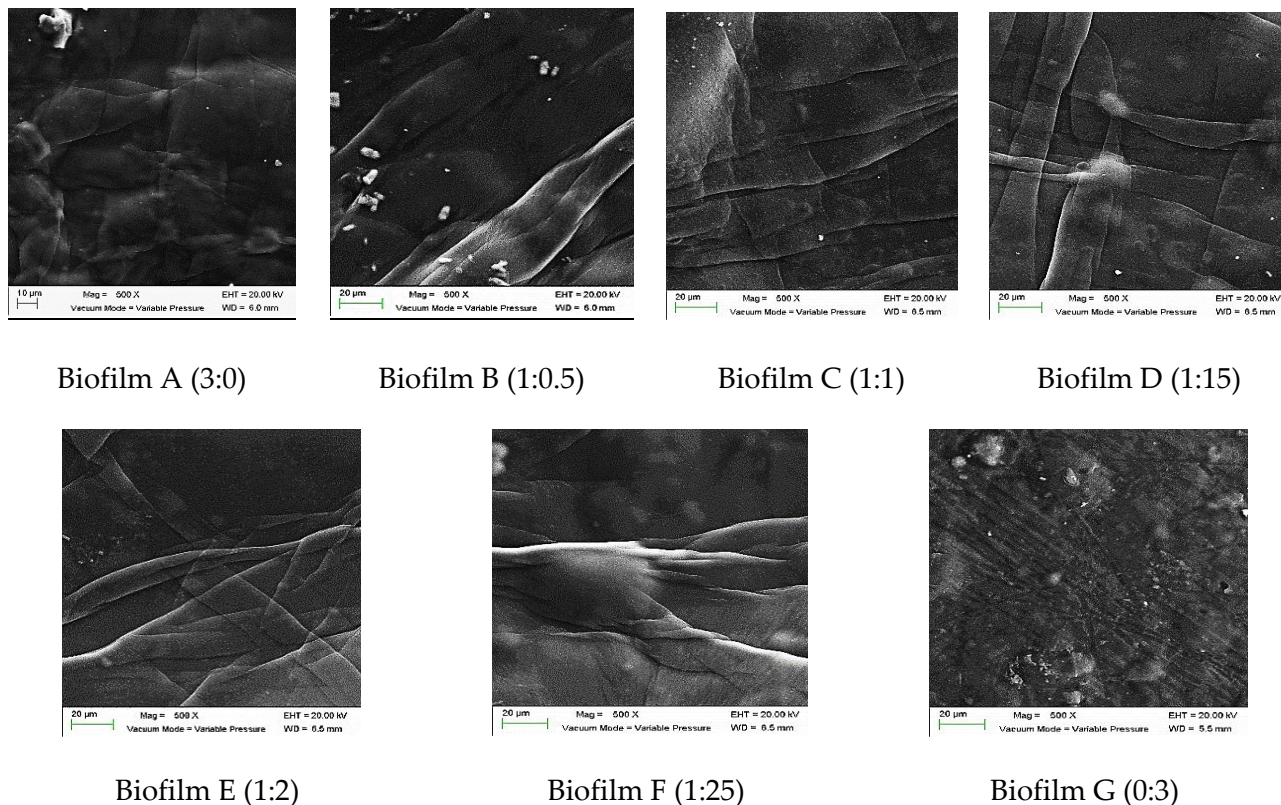 10 µm Mag = 500 X EHT = 20.00 kV
Vacuum Mode = Variable Pressure WD = 6.0 mm
20 µm Mag = 500 X EHT = 20.00 kV
Vacuum Mode = Variable Pressure WD = 6.0 mm
20 µm Mag = 500 X EHT = 20.00 kV
Vacuum Mode = Variable Pressure WD = 6.5 mm
20 µm Mag = 500 X EHT = 20.00 kV
Vacuum Mode = Variable Pressure WD = 6.5 mm
Biofilm A (3:0)
Biofilm B (1:0.5)
Biofilm C (1:1)
Biofilm D (1:15)
20 µm Mag = 500 X EHT = 20.00 kV
Vacuum Mode = Variable Pressure WD = 6.5 mm
20 µm Mag = 500 X EHT = 20.00 kV
Vacuum Mode = Variable Pressure WD = 6.5 mm
20 µm Mag = 500 X EHT = 20.00 kV
Vacuum Mode = Variable Pressure WD = 5.5 mm
Biofilm E (1:2)
Biofilm F (1:25)
Biofilm G (0:3)